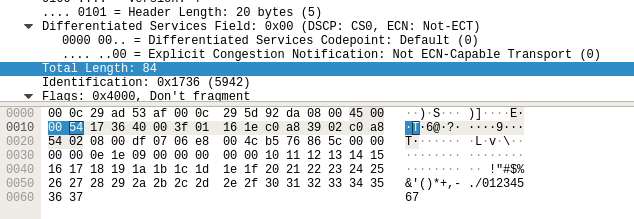 .... 0101 = Header Length: 20 bytes (5)
Differentiated Services Field: 0x00 (DSCP: CS0, ECN: Not-ECT)
0000 00.. = Differentiated Services Codepoint: Default (0)
.... ..00 = Explicit Congestion Notification: Not ECN-Capable Transport (0)
Total Length: 84
Identification: 0x1736 (5942)
Flags: 0x4000, Don't fragment
0000 00 0c 29 ad 53 af 00 0c 29 5d 92 da 08 00 45 00 ··)·S··· )]····E·
0010 00 54 17 36 40 00 3f 01 16 1e c0 a8 39 02 c0 a8 ·T·6@·?· ····9···
0020 54 02 08 00 df 07 06 e8 00 4c b5 76 86 5c 00 00 T······· ·L·v·\··
0030 00 00 0e 1e 09 00 00 00 00 00 10 11 12 13 14 15 ········ ········
0040 16 17 18 19 1a 1b 1c 1d 1e 1f 20 21 22 23 24 25 ········ ·· !"#$%
0050 26 27 28 29 2a 2b 2c 2d 2e 2f 30 31 32 33 34 35 &'()*+,- ./012345
0060 36 37 67